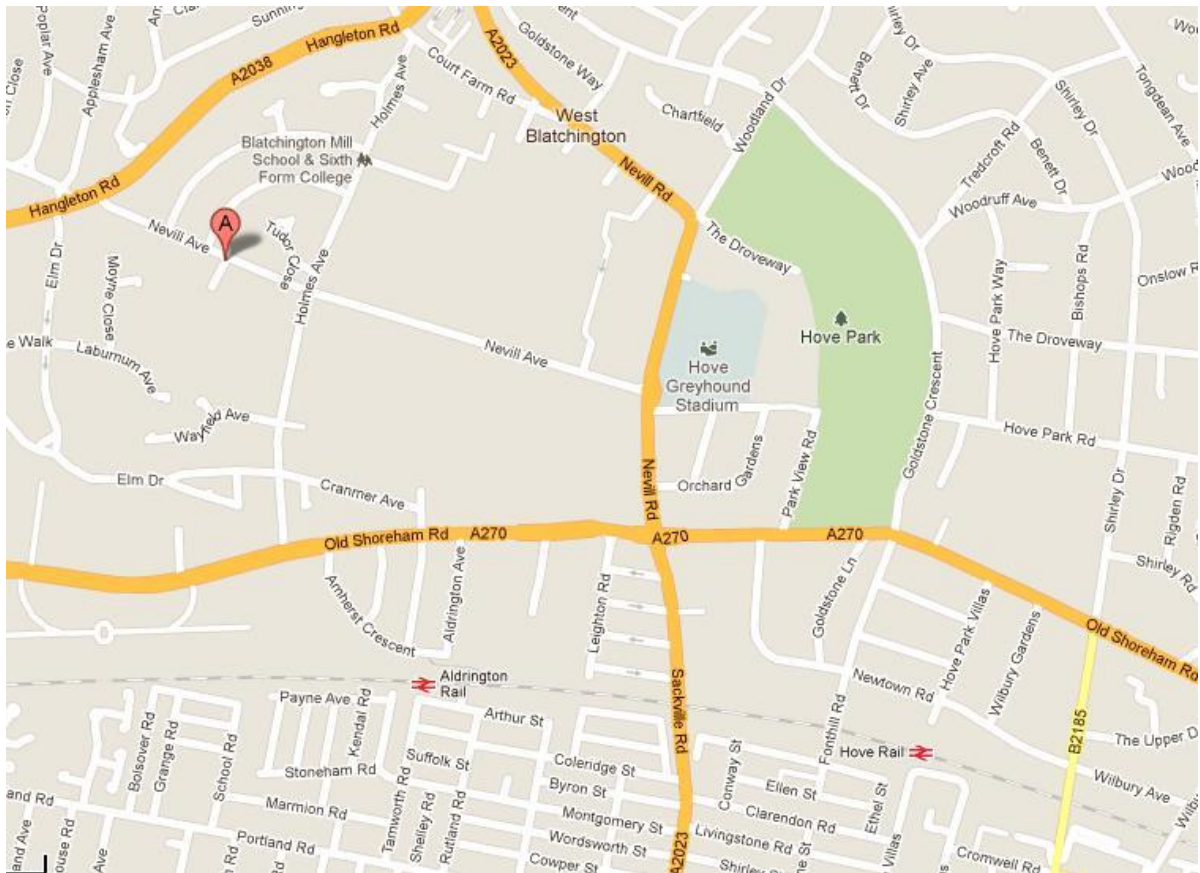 Poplar Ave
Sunning
Hangleton Rd
A2038
Applesham Ave
A2023
Goldstone Way
Court Farm Rd
Holmes Ave
West
Blatchington
Chartfield
Woodland Dr
Shirley Dr
Benett Dr
Shirley Ave
Tongdean Ave
Shirley Dr
Tredcroft Rd
Benett Dr
Woodruff Ave
Blatchington Mill
School & Sixth
Form College
Hangleton Rd
Nevill Rd
A
Nevill Ave
Tudor Close
Holmes Ave
Elm Dr
Moyne Close
The Droveway
Hove Park Way
Bishops Rd
Onslow R
Hove Park
The Droveway
e Walk
Laburnum Ave
Nevill Ave
Hove
Greyhound
Stadium
Goldstone Crescent
Wayfield Ave
Hove Park Rd
Park View Rd
Orchard Gardens
Nevill Rd
Elm Dr
Cranmer Ave
Shirley Dr
Rigden Rd
Old Shoreham Rd
A270
A270
A270
Shirley Rd
Amherst Crescent
Aldrington Ave
Leighton Rd
Goldstone Ln
Hove Park Villas
Wilbury Gardens
Old Shoreham Rd
Aldrington
Rail
Sackville Rd
Newtown Rd
Payne Ave
Arthur St
Bolsover Rd
Grange Rd
School Rd
Kendal Rd
Fonthill Rd
Hove Rail
B2185
The Upper D
Conway St
Suffolk St
Coleridge St
Stoneham Rd
Byron St
Ellen St
Ethel St
Wilbury Ave
and Rd
Marmion Rd
Tamworth Rd
Shelley Rd
Rutland Rd
Montgomery St
Clarendon Rd
Portland Rd
Wordsworth St
Livingstone Rd
Cowper St
A2023
Villas
Cromwell Rd